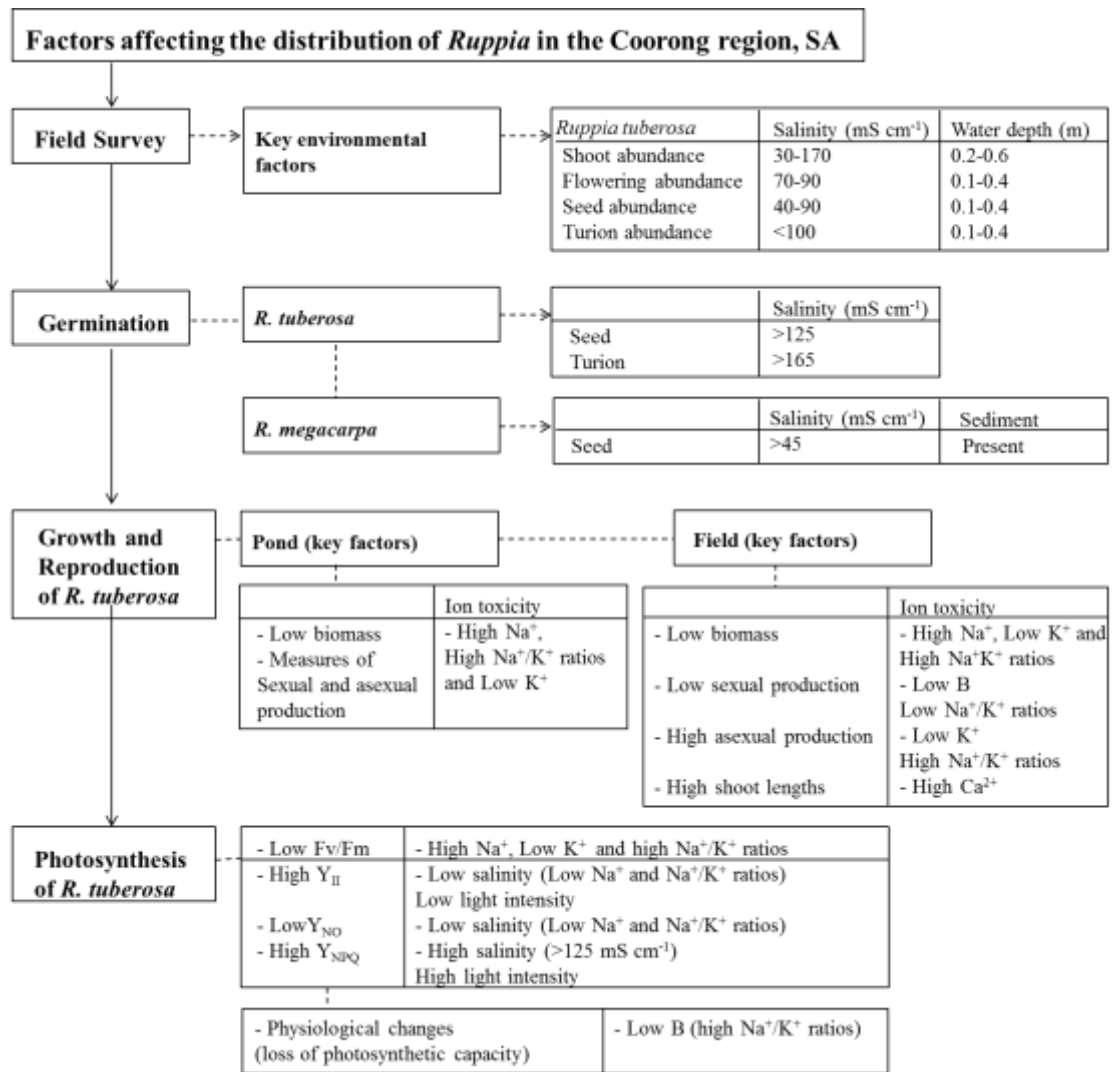 Factors affecting the distribution of Ruppia in the Coorong region, SA
Field Survey
Key environmental
factors
Ruppia tuberosa Salinity (mS cm⁻¹) Water depth (m)
Shoot abundance 30-170 0.2-0.6
Flowering abundance 70-90 0.1-0.4
Seed abundance 40-90 0.1-0.4
Turion abundance <100 0.1-0.4
Germination
R. tuberosa
Salinity (mS cm⁻¹)
Seed >125
Turion >165
R. megacarpa
Salinity (mS cm⁻¹) Sediment
Seed >45 Present
Growth and
Reproduction
of R. tuberosa
Pond (key factors)
Field (key factors)
Ion toxicity
- Low biomass - High Na⁺,
- Measures of High Na⁺/K⁺ ratios
Sexual and asexual and Low K⁺
production
Ion toxicity
- Low biomass - High Na⁺, Low K⁺ and
High Na⁺K⁺ ratios
- Low sexual production - Low B
Low Na⁺/K⁺ ratios
- High asexual production - Low K⁺
High Na⁺/K⁺ ratios
- High shoot lengths - High Ca²⁺
Photosynthesis
of R. tuberosa
- Low Fv/Fm - High Na⁺, Low K⁺ and high Na⁺/K⁺ ratios
- High Y_II - Low salinity (Low Na⁺ and Na⁺/K⁺ ratios)
Low light intensity
- LowY_NO - Low salinity (Low Na⁺ and Na⁺/K⁺ ratios)
- High Y_NPQ - High salinity (>125 mS cm⁻¹)
High light intensity
- Physiological changes - Low B (high Na⁺/K⁺ ratios)
(loss of photosynthetic capacity)